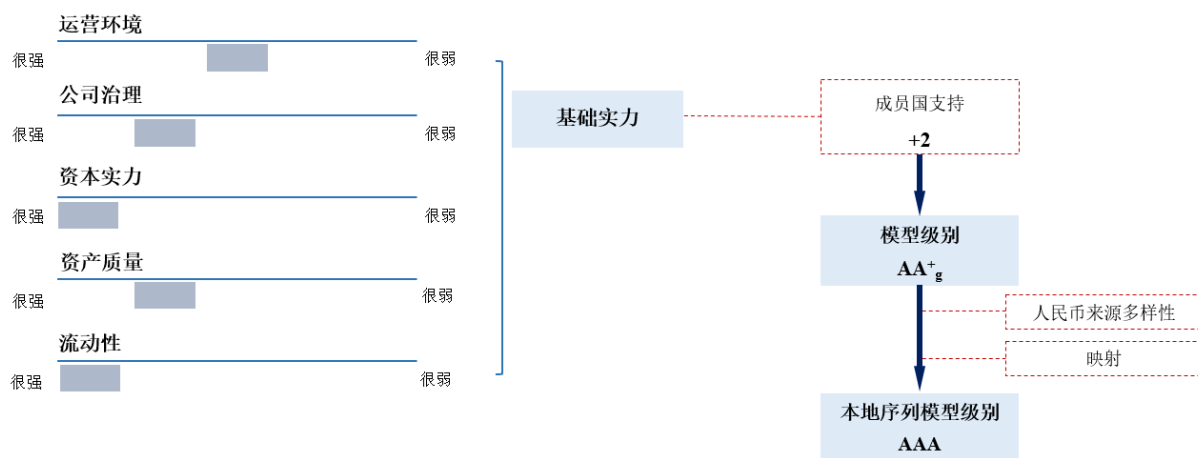 运营环境
很强
很弱
公司治理
很强
很弱
资本实力
很强
很弱
资产质量
很强
很弱
流动性
很强
很弱
基础实力
成员国支持
+2
模型级别
AA⁺g
人民币来源多样性
映射
本地序列模型级别
AAA